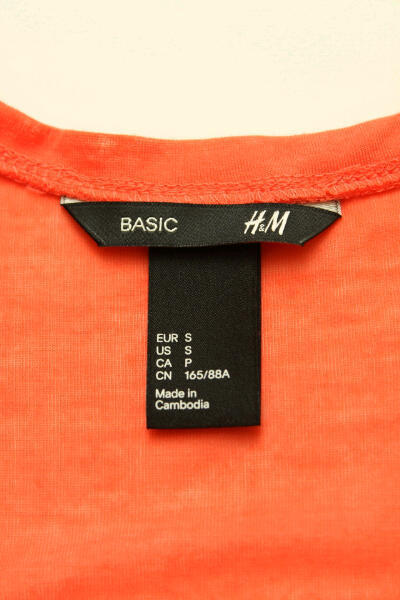 BASIC H&M
EUR S
US S
CA P
CN 165/88A
Made in
Cambodia